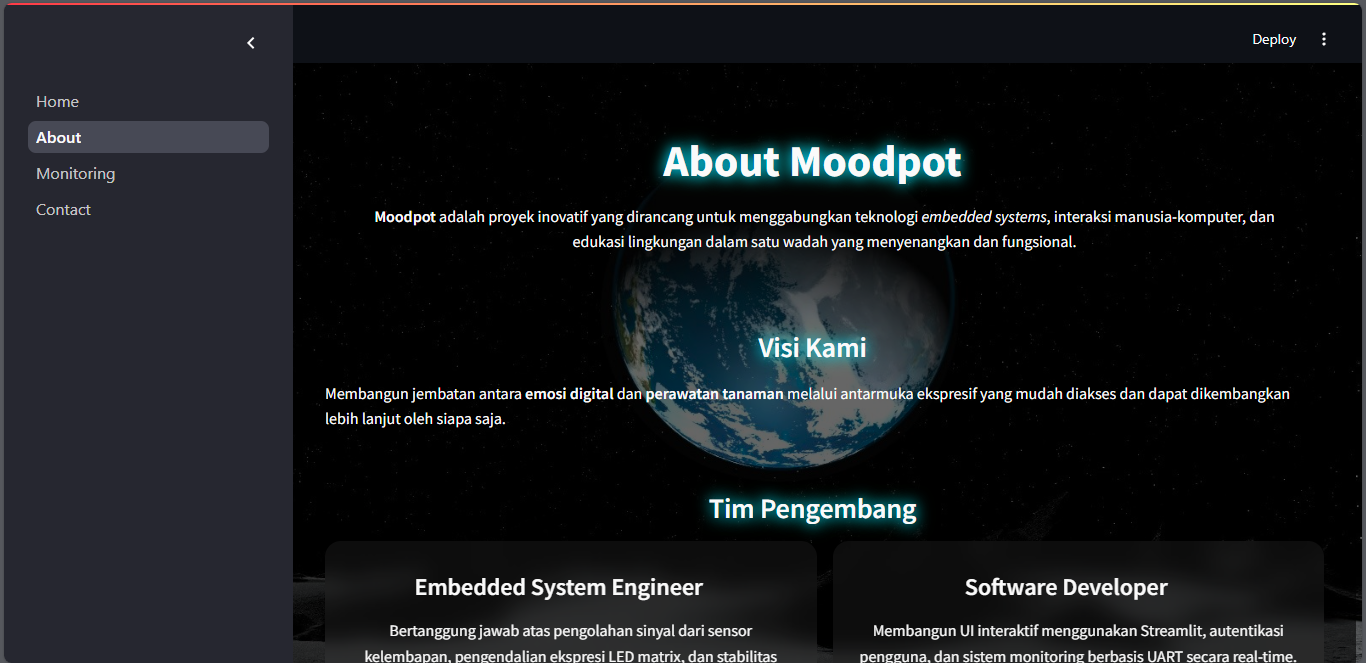 Deploy
Home
About
Monitoring
Contact
About Moodpot
Moodpot adalah proyek inovatif yang dirancang untuk menggabungkan teknologi embedded systems, interaksi manusia-komputer, dan
edukasi lingkungan dalam satu wadah yang menyenangkan dan fungsional.
Visi Kami
Membangun jembatan antara emosi digital dan perawatan tanaman melalui antarmuka ekspresif yang mudah diakses dan dapat dikembangkan
lebih lanjut oleh siapa saja.
Tim Pengembang
Embedded System Engineer
Bertanggung jawab atas pengolahan sinyal dari sensor
kelembapan, pengendalian ekspresi LED matrix, dan stabilitas
Software Developer
Membangun UI interaktif menggunakan Streamlit, autentikasi
pengguna, dan sistem monitoring berbasis UART secara real-time.